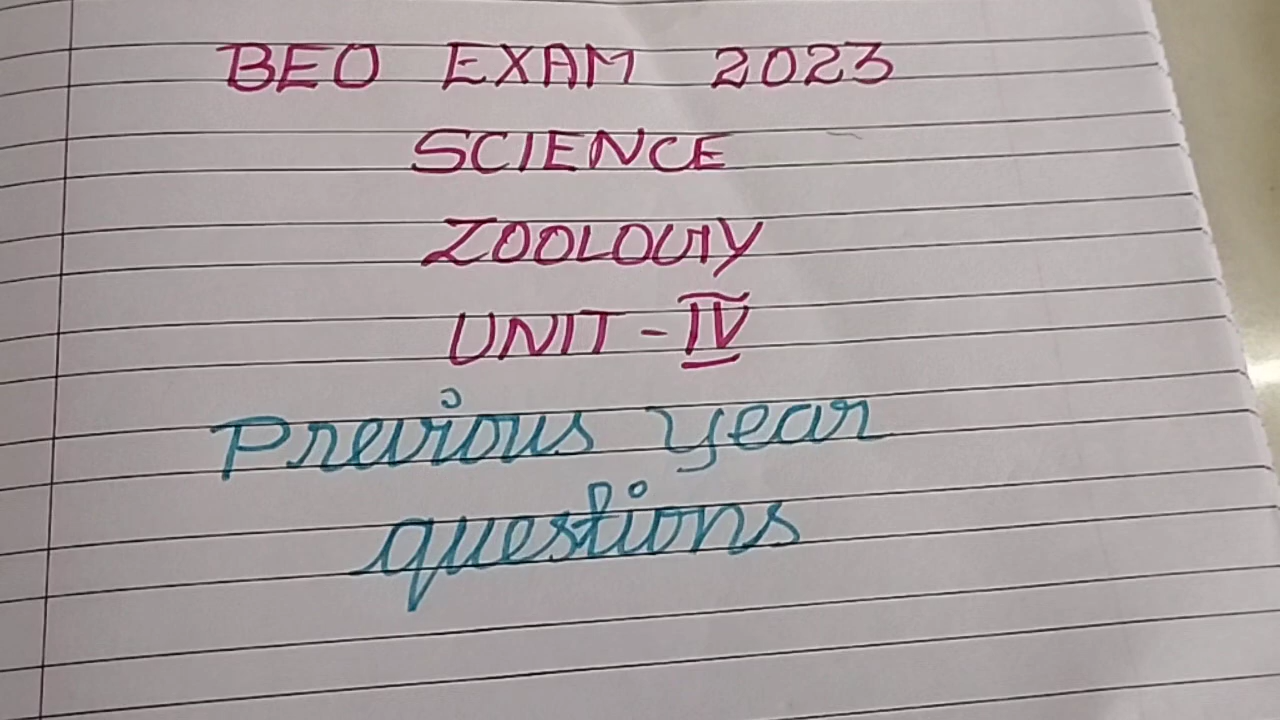 BEO EXAM 2023
SCIENCE
ZOOLOGY
UNIT - IV
Previous year
questions